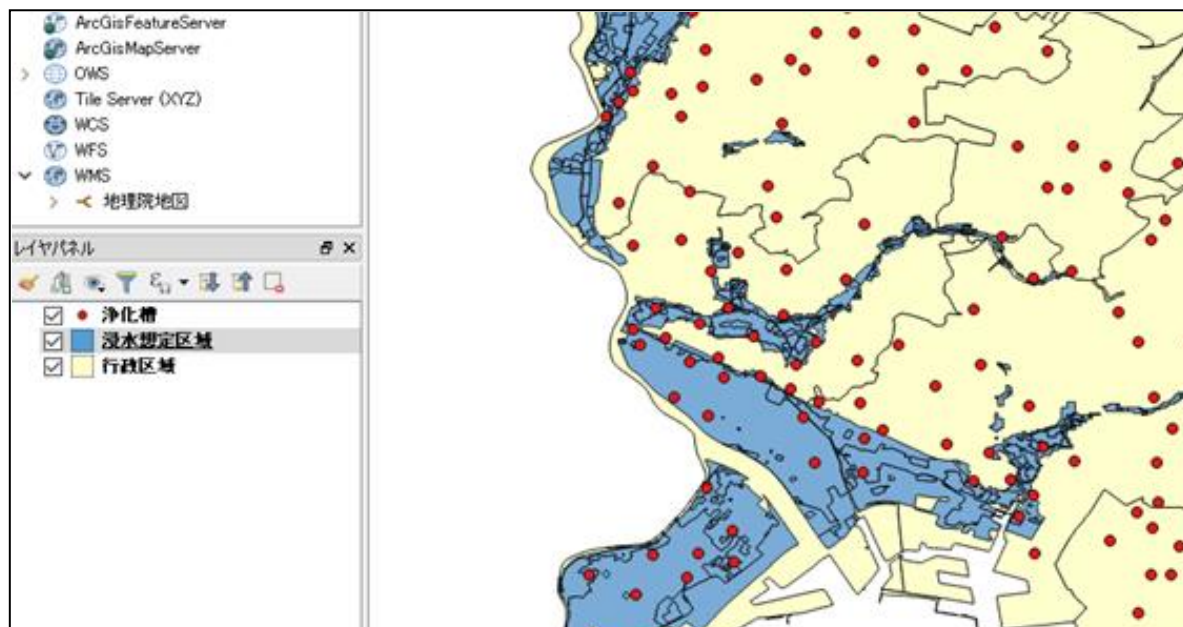 ArcGisFeatureServer
ArcGisMapServer
OWS
Tile Server (XYZ)
WCS
WFS
WMS
地理院地図
レイヤパネル
浄化槽
浸水想定区域
行政区域